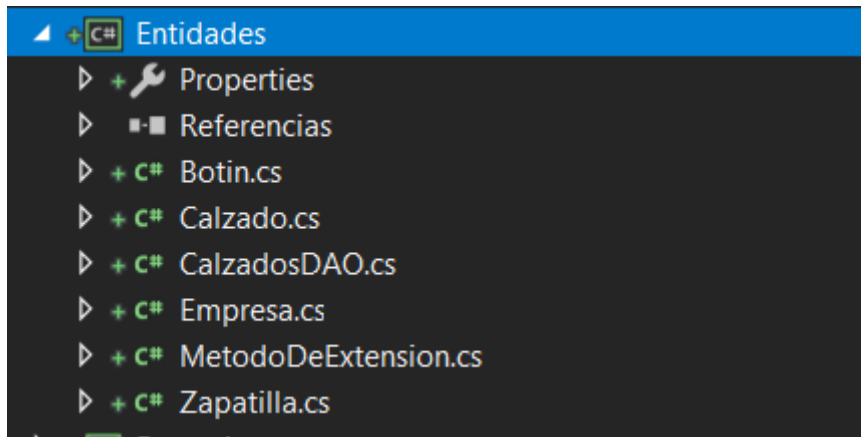 C# Entidades
Properties
Referencias
C# Botin.cs
C# Calzado.cs
C# CalzadosDAO.cs
C# Empresa.cs
C# MetodoDeExtension.cs
C# Zapatilla.cs